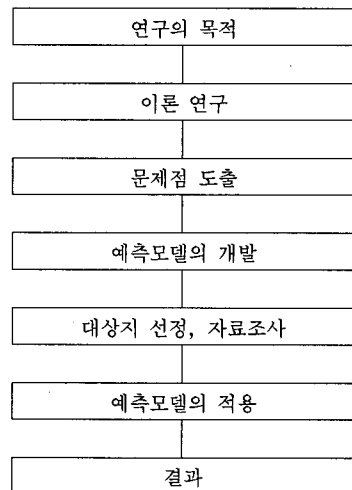 연구의 목적
이론 연구
문제점 도출
예측모델의 개발
대상지 선정, 자료조사
예측모델의 적용
결과